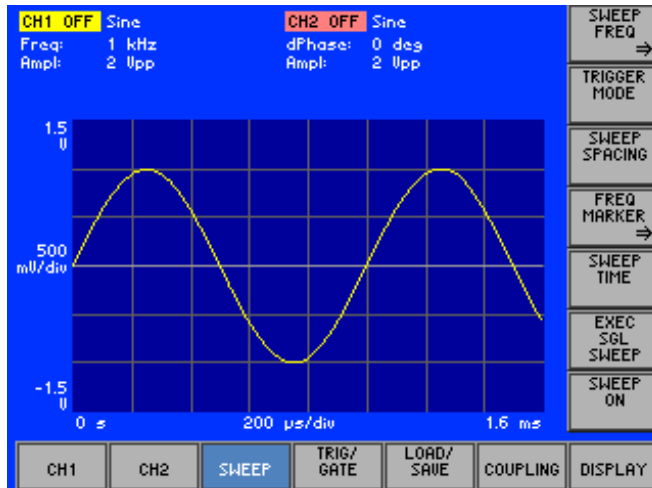 CH1 OFF Sine
Freq: 1 kHz
Ampl: 2 Vpp
CH2 OFF Sine
dPhase: 0 deg
Ampl: 2 Vpp
1.5
V
500
mV/div
-1.5
V
0 s
200 µs/div
1.6 ms
SWEEP
FREQ
⇒
TRIGGER
MODE
SWEEP
SPACING
FREQ
MARKER
⇒
SWEEP
TIME
EXEC
SGL
SWEEP
SWEEP
ON
CH1
CH2
SWEEP
TRIG/
GATE
LOAD/
SAVE
COUPLING
DISPLAY